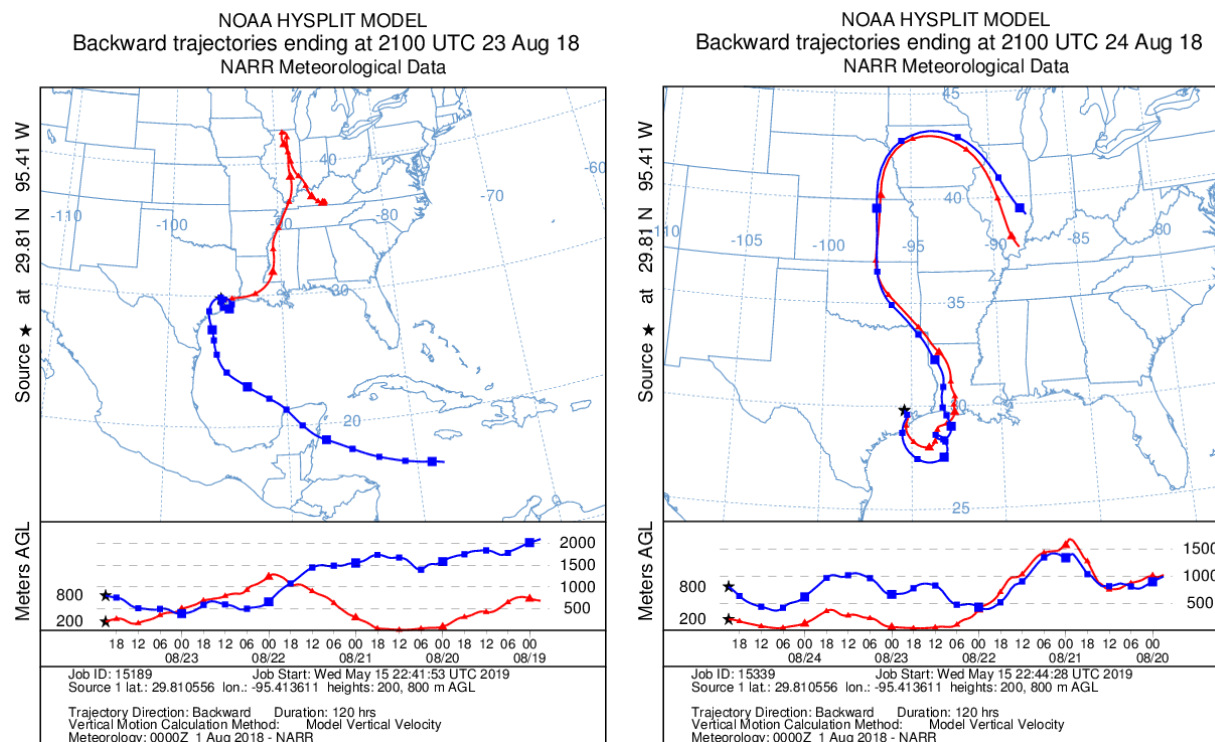 NOAA HYSPLIT MODEL
Backward trajectories ending at 2100 UTC 23 Aug 18
NARR Meteorological Data
Source ★ at 29.81 N 95.41 W
-110
-100
-90
-80
-70
-60
40
30
20
Meters AGL
2000
1500
1000
500
800
200
18 12 06 00 18 12 06 00 18 12 06 00 18 12 06 00 18 12 06 00
08/23 08/22 08/21 08/20 08/19
Job ID: 15189 Job Start: Wed May 15 22:41:53 UTC 2019
Source 1 lat.: 29.810556 lon.: -95.413611 heights: 200, 800 m AGL
Trajectory Direction: Backward Duration: 120 hrs
Vertical Motion Calculation Method: Model Vertical Velocity
Meteorology: 0000Z 1 Aug 2018 - NARR
NOAA HYSPLIT MODEL
Backward trajectories ending at 2100 UTC 24 Aug 18
NARR Meteorological Data
Source ★ at 29.81 N 95.41 W
45
40
35
30
25
110
-105
-100
-95
-90
-85
-80
Meters AGL
1500
1000
500
800
200
18 12 06 00 18 12 06 00 18 12 06 00 18 12 06 00 18 12 06 00
08/24 08/23 08/22 08/21 08/20
Job ID: 15339 Job Start: Wed May 15 22:44:28 UTC 2019
Source 1 lat.: 29.810556 lon.: -95.413611 heights: 200, 800 m AGL
Trajectory Direction: Backward Duration: 120 hrs
Vertical Motion Calculation Method: Model Vertical Velocity
Meteorology: 0000Z 1 Aug 2018 - NARR